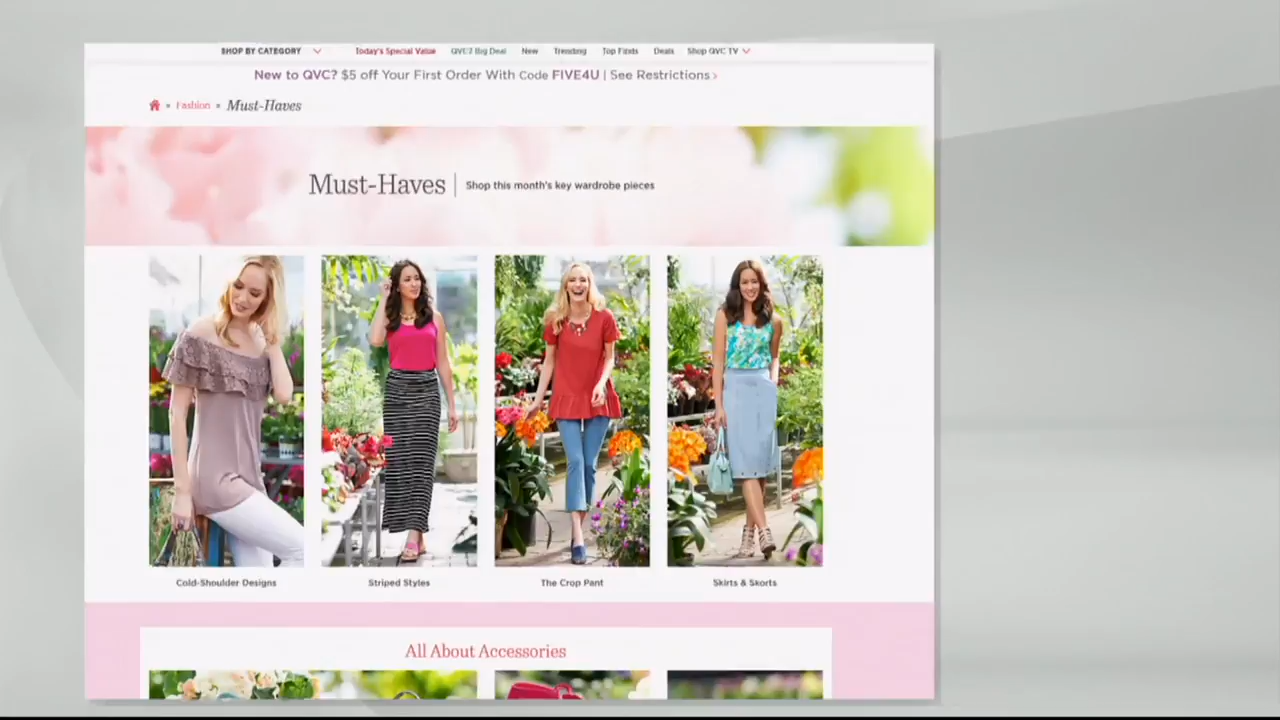 SHOP BY CATEGORY Today's Special Value QVC2 Big Deal New Trending Top Finds Deals Shop QVC TV
New to QVC? $5 off Your First Order With Code FIVE4U | See Restrictions ›
Fashion Must-Haves
Must-Haves | Shop this month's key wardrobe pieces
Cold-Shoulder Designs Striped Styles The Crop Pant Skirts & Skorts
All About Accessories